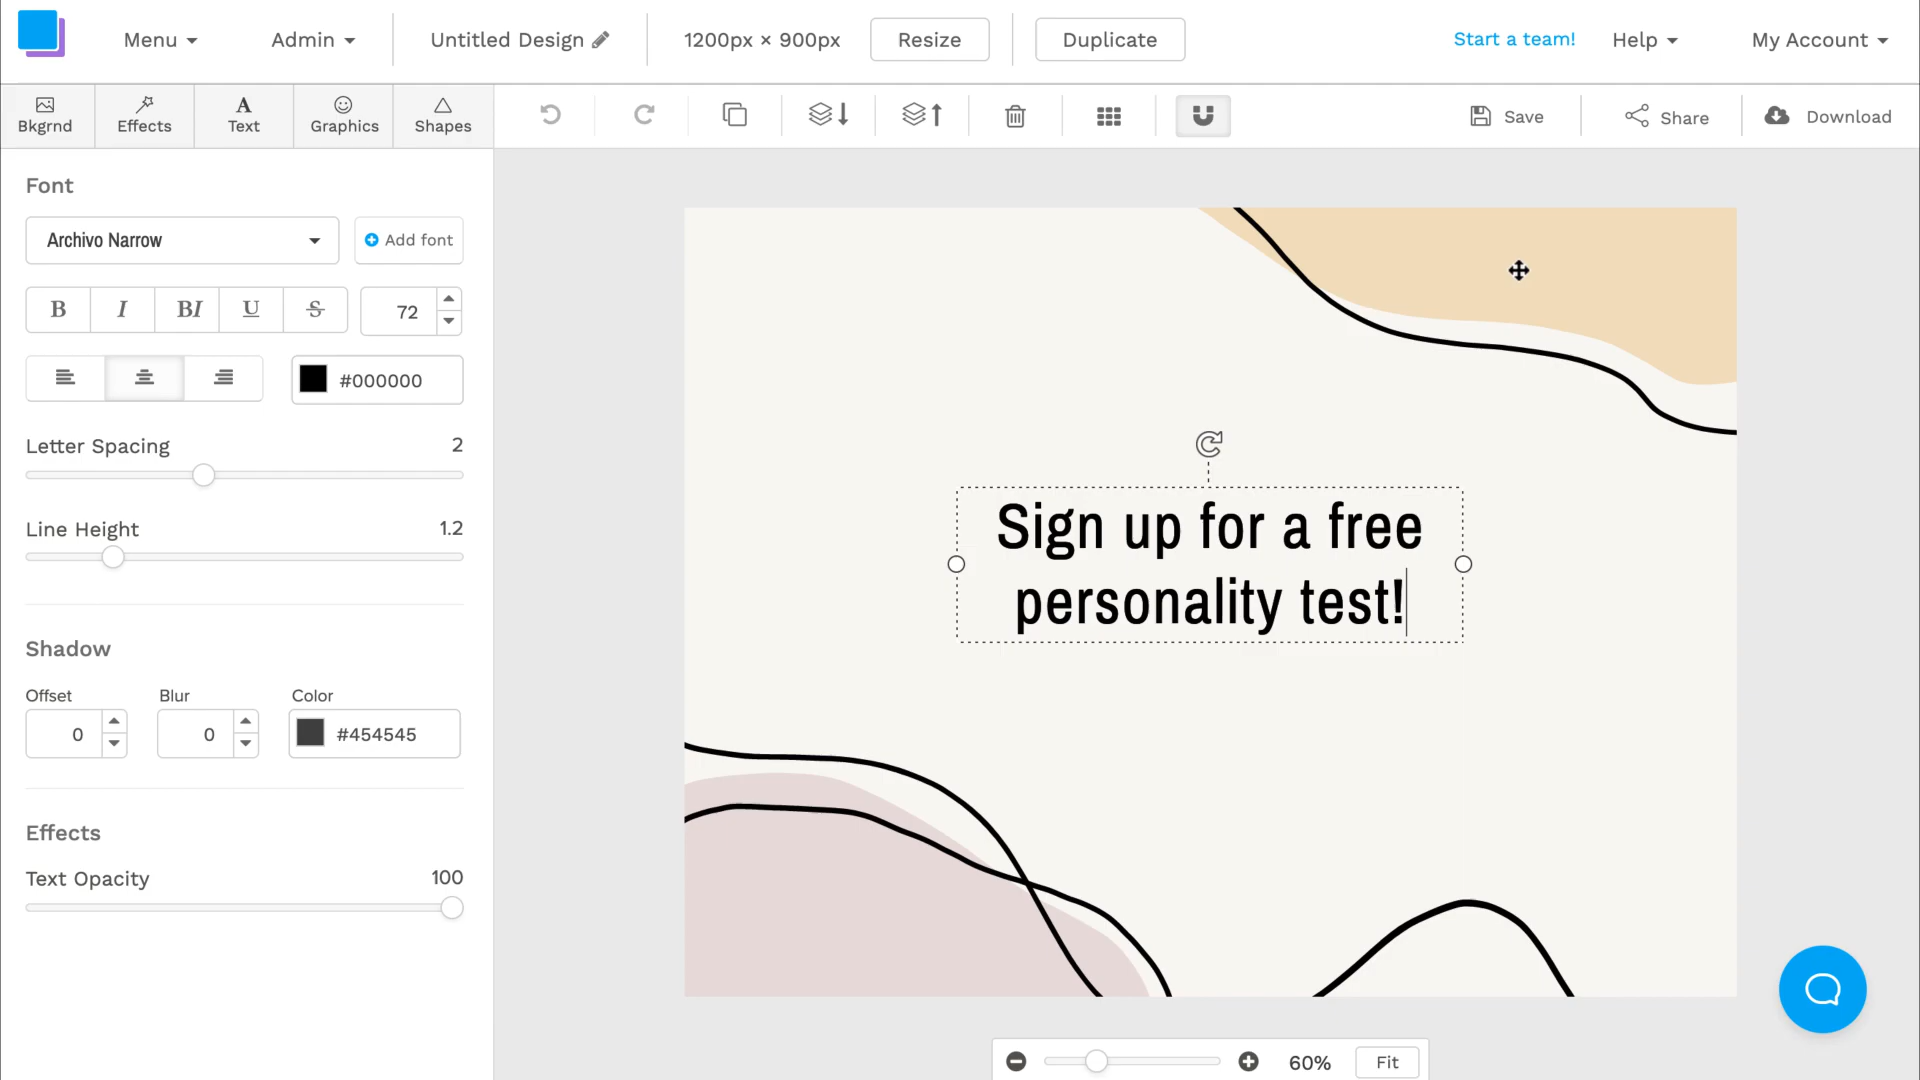 Menu
Admin
Untitled Design
1200px × 900px
Resize
Duplicate
Start a team!
Help
My Account
Bkgrnd
Effects
A
Text
Graphics
Shapes
Save
Share
Download
Font
Archivo Narrow
Add font
B
I
BI
U
S
72
#000000
Letter Spacing
2
Line Height
1.2
Shadow
Offset
Blur
Color
0
0
#454545
Effects
Text Opacity
100
Sign up for a free
personality test!
60%
Fit